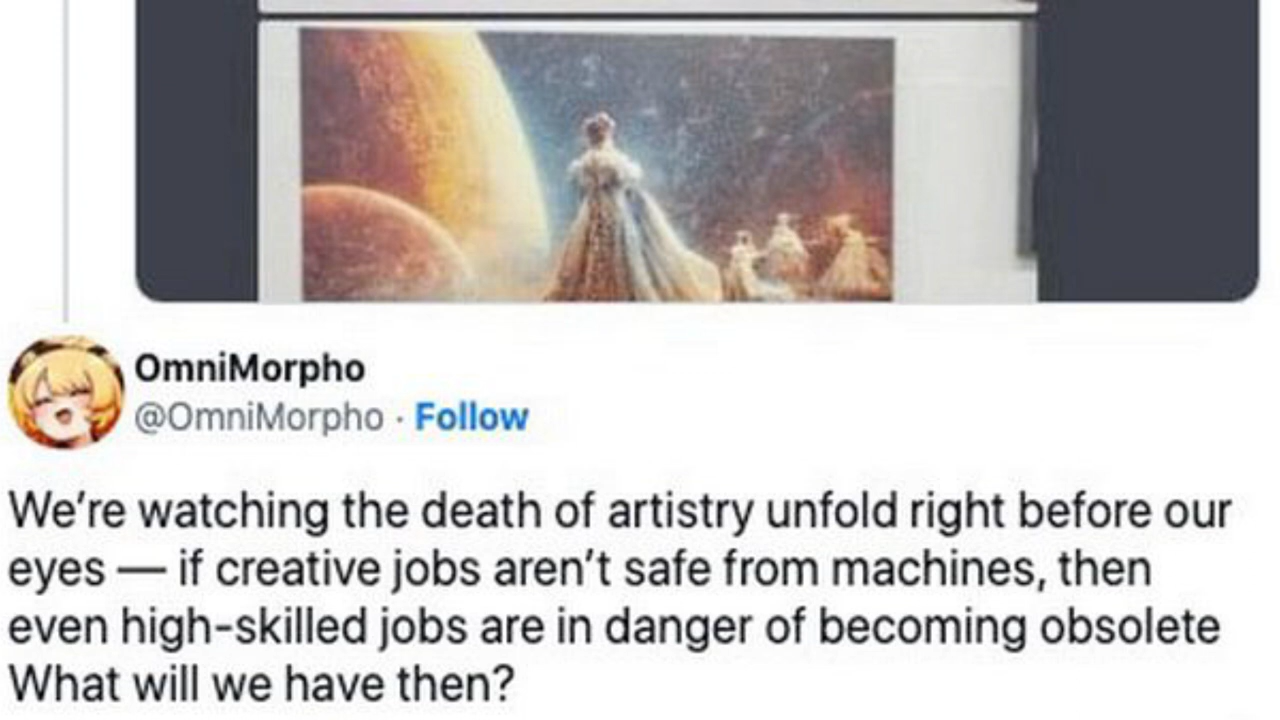 OmniMorpho
@OmniMorpho · Follow
We’re watching the death of artistry unfold right before our
eyes — if creative jobs aren’t safe from machines, then
even high-skilled jobs are in danger of becoming obsolete
What will we have then?